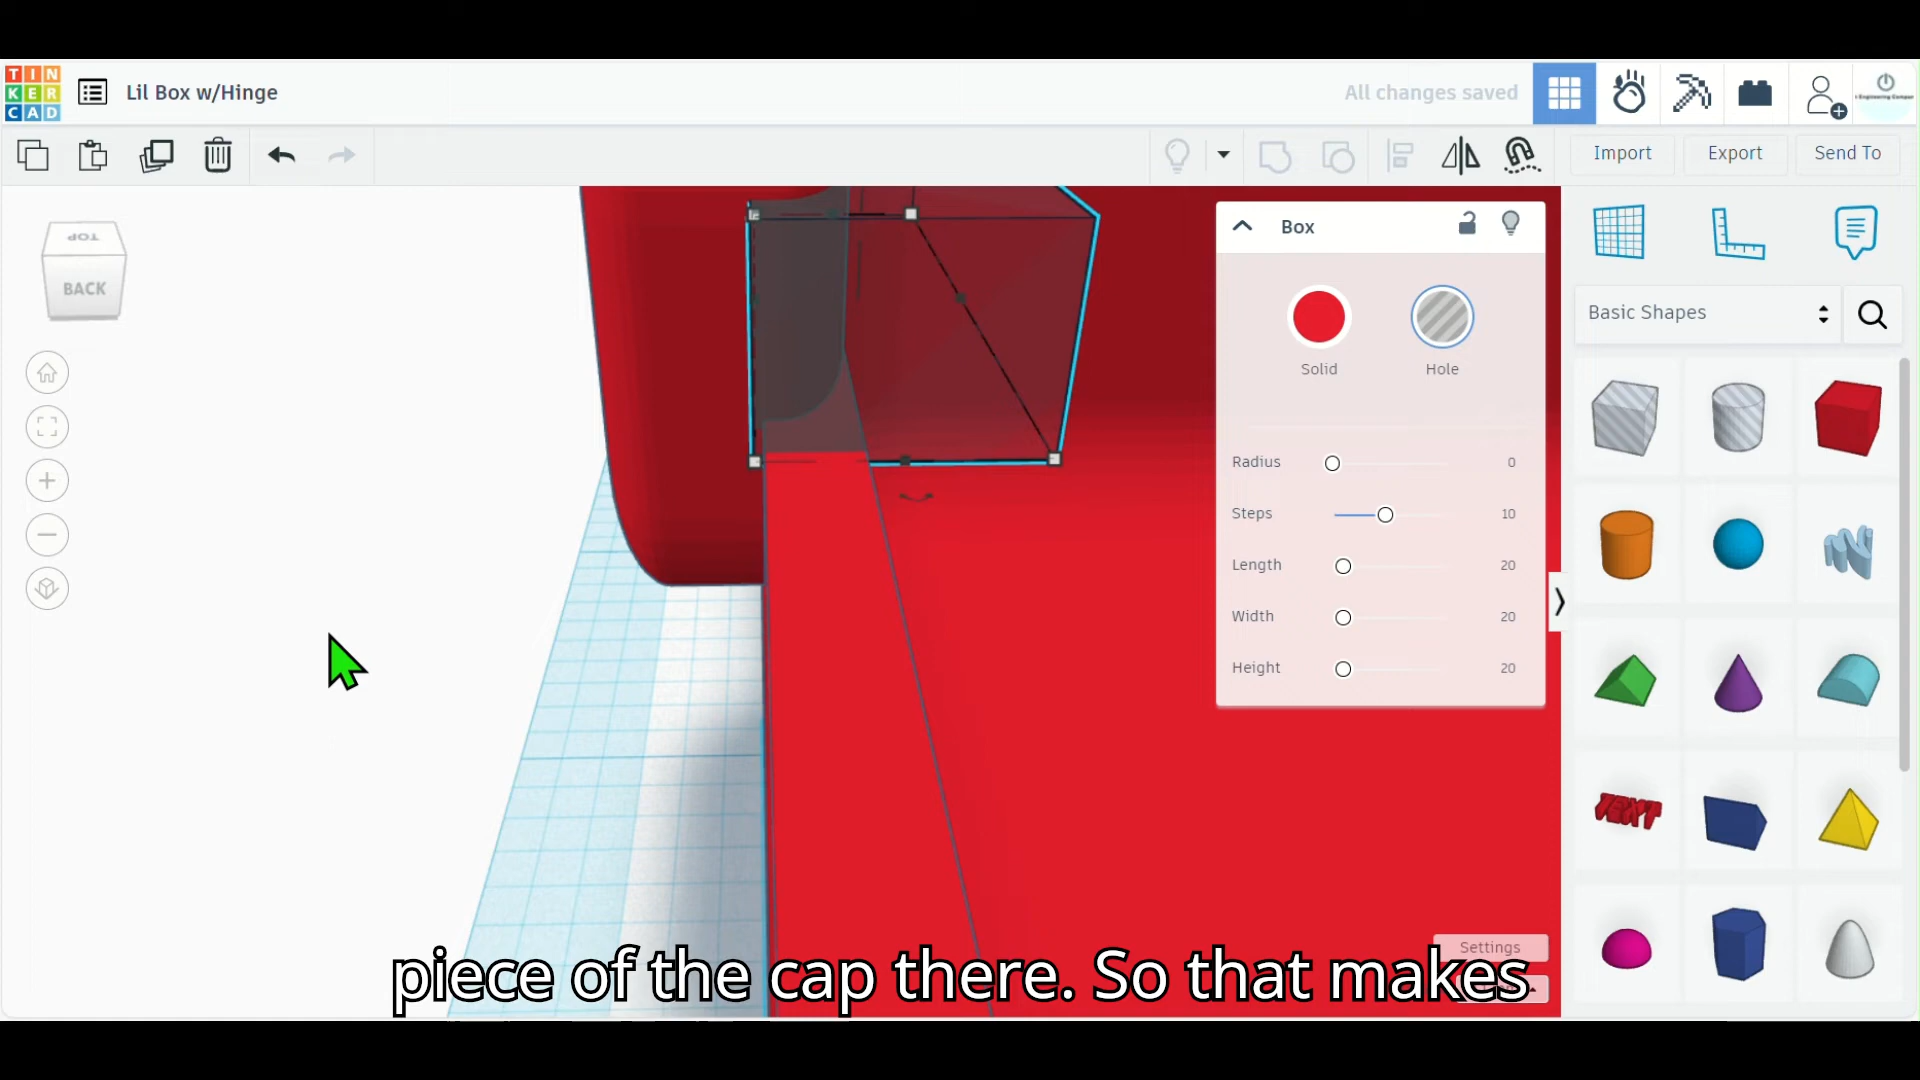 TIN
KER
CAD
Lil Box w/Hinge
All changes saved
Import
Export
Send To
TOP
BACK
Box
Solid
Hole
Radius 0
Steps 10
Length 20
Width 20
Height 20
Basic Shapes
TEXT
Settings
piece of the cap there. So that makes